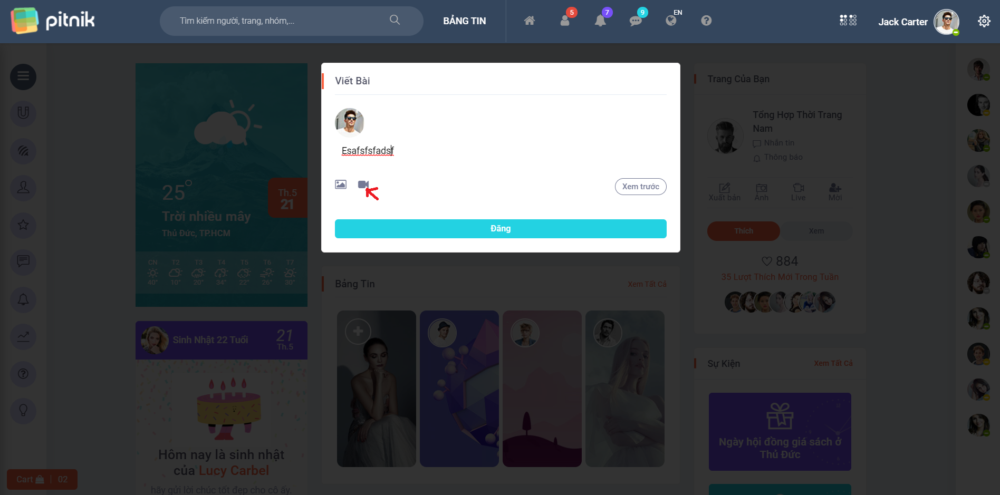 pitnik
Tìm kiếm người, trang, nhóm,...
BẢNG TIN
5
7
9
EN
Jack Carter
Viết Bài
Esafsfsfadsf
Xem trước
Đăng
25°
Th.5
21
Trời nhiều mây
Thủ Đức, TP.HCM
CN T2 T3 T4 T5 T6 T7
40° 10° 20° 34° 22° 26° 30°
Sinh Nhật 22 Tuổi
21
Th.5
Hôm nay là sinh nhật
của Lucy Carbel
hãy gửi lời chúc tốt đẹp cho cô ấy.
Cart | 02
Bảng Tin
Xem Tất Cả
Trang Của Bạn
Tổng Hợp Thời Trang
Nam
Nhắn tin
Thông báo
Xuất bản Ảnh Live Mời
Thích
Xem
884
35 Lượt Thích Mới Trong Tuần
Sự Kiện
Xem Tất Cả
Ngày hội đồng giá sách ở
Thủ Đức